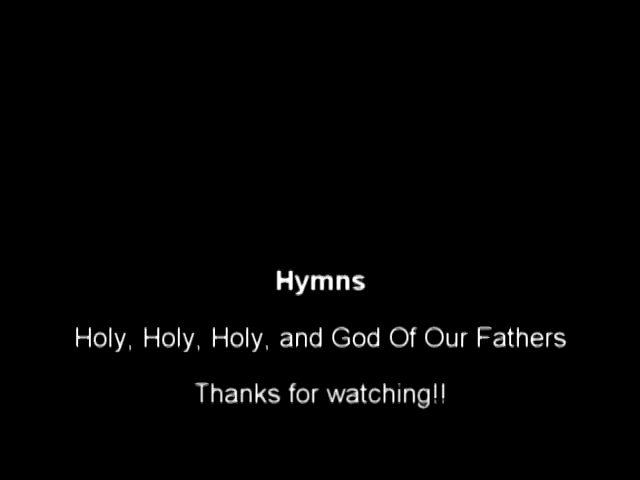 Hymns
Holy, Holy, Holy, and God Of Our Fathers
Thanks for watching!!